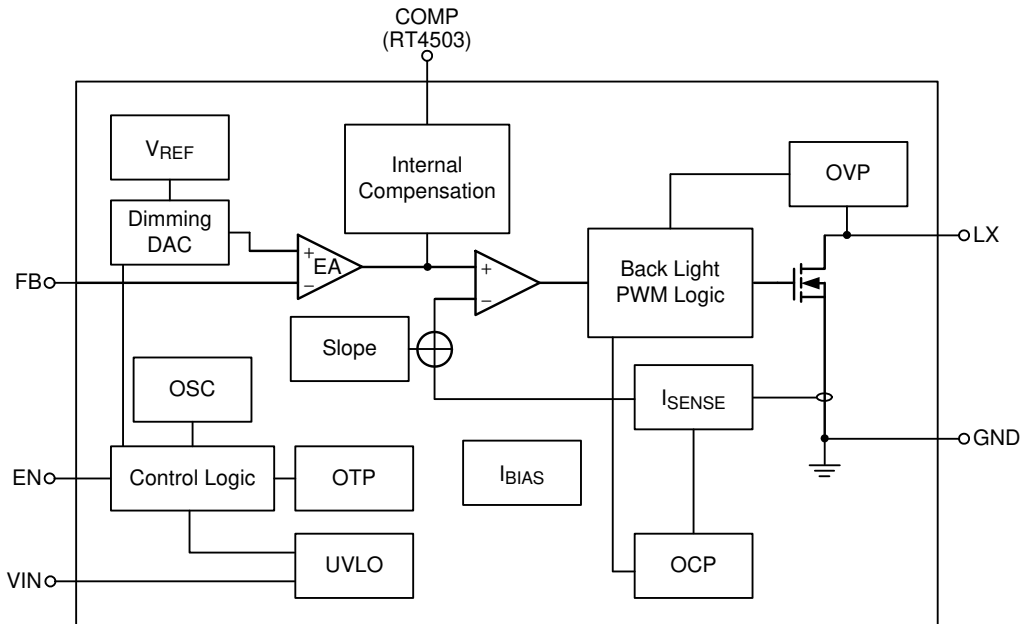 COMP
(RT4503)
VREF
Internal
Compensation
OVP
Dimming
DAC
LX
+
EA
−
+
−
Back Light
PWM Logic
FB
Slope
OSC
ISENSE
GND
EN
Control Logic
OTP
IBIAS
UVLO
OCP
VIN